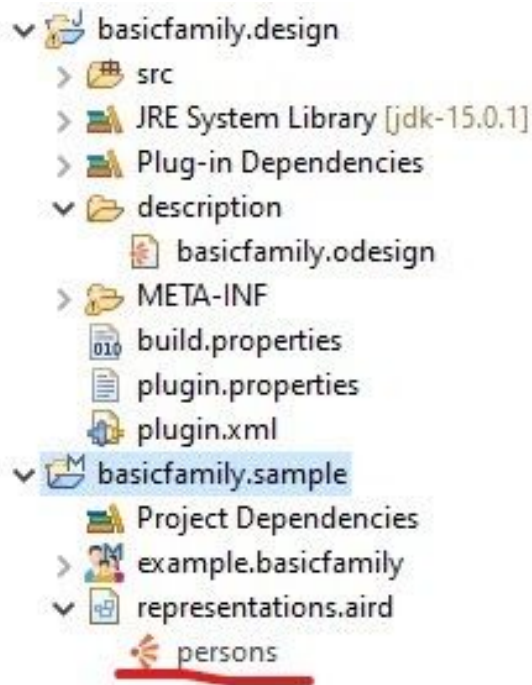 basicfamily.design
src
JRE System Library [jdk-15.0.1]
Plug-in Dependencies
description
basicfamily.odesign
META-INF
build.properties
plugin.properties
plugin.xml
basicfamily.sample
Project Dependencies
example.basicfamily
representations.aird
persons